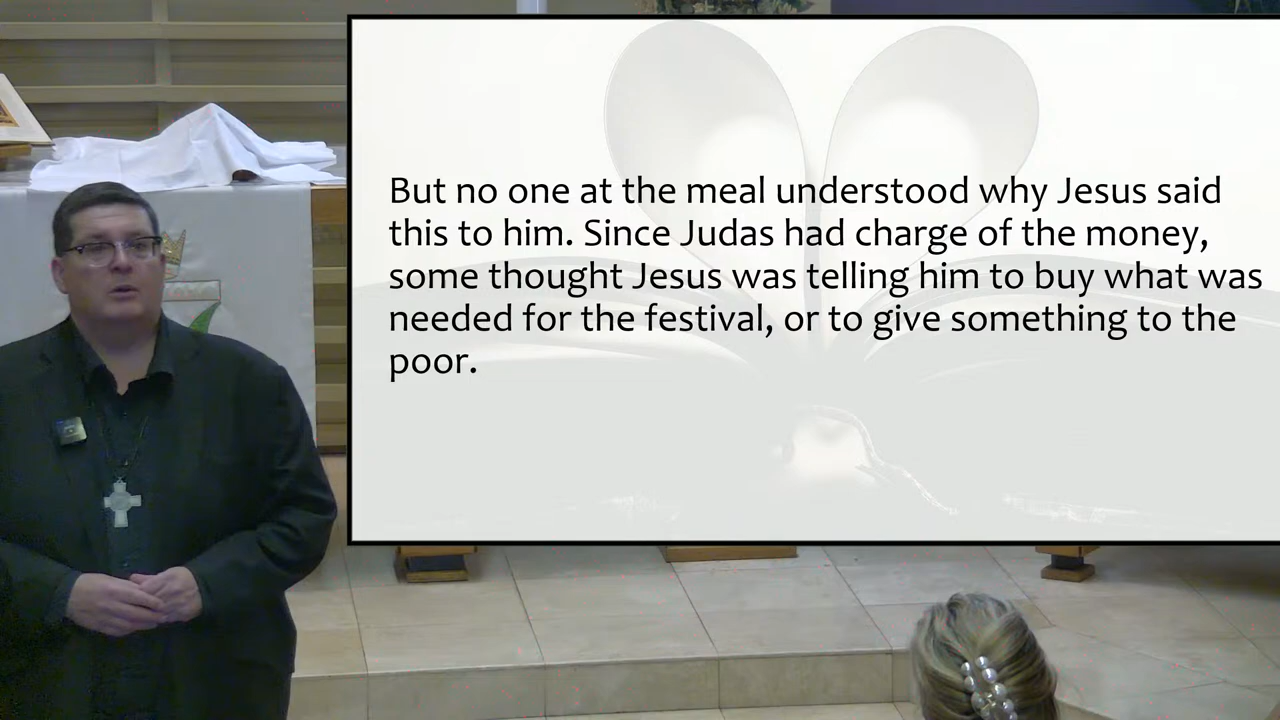 But no one at the meal understood why Jesus said
this to him. Since Judas had charge of the money,
some thought Jesus was telling him to buy what was
needed for the festival, or to give something to the
poor.